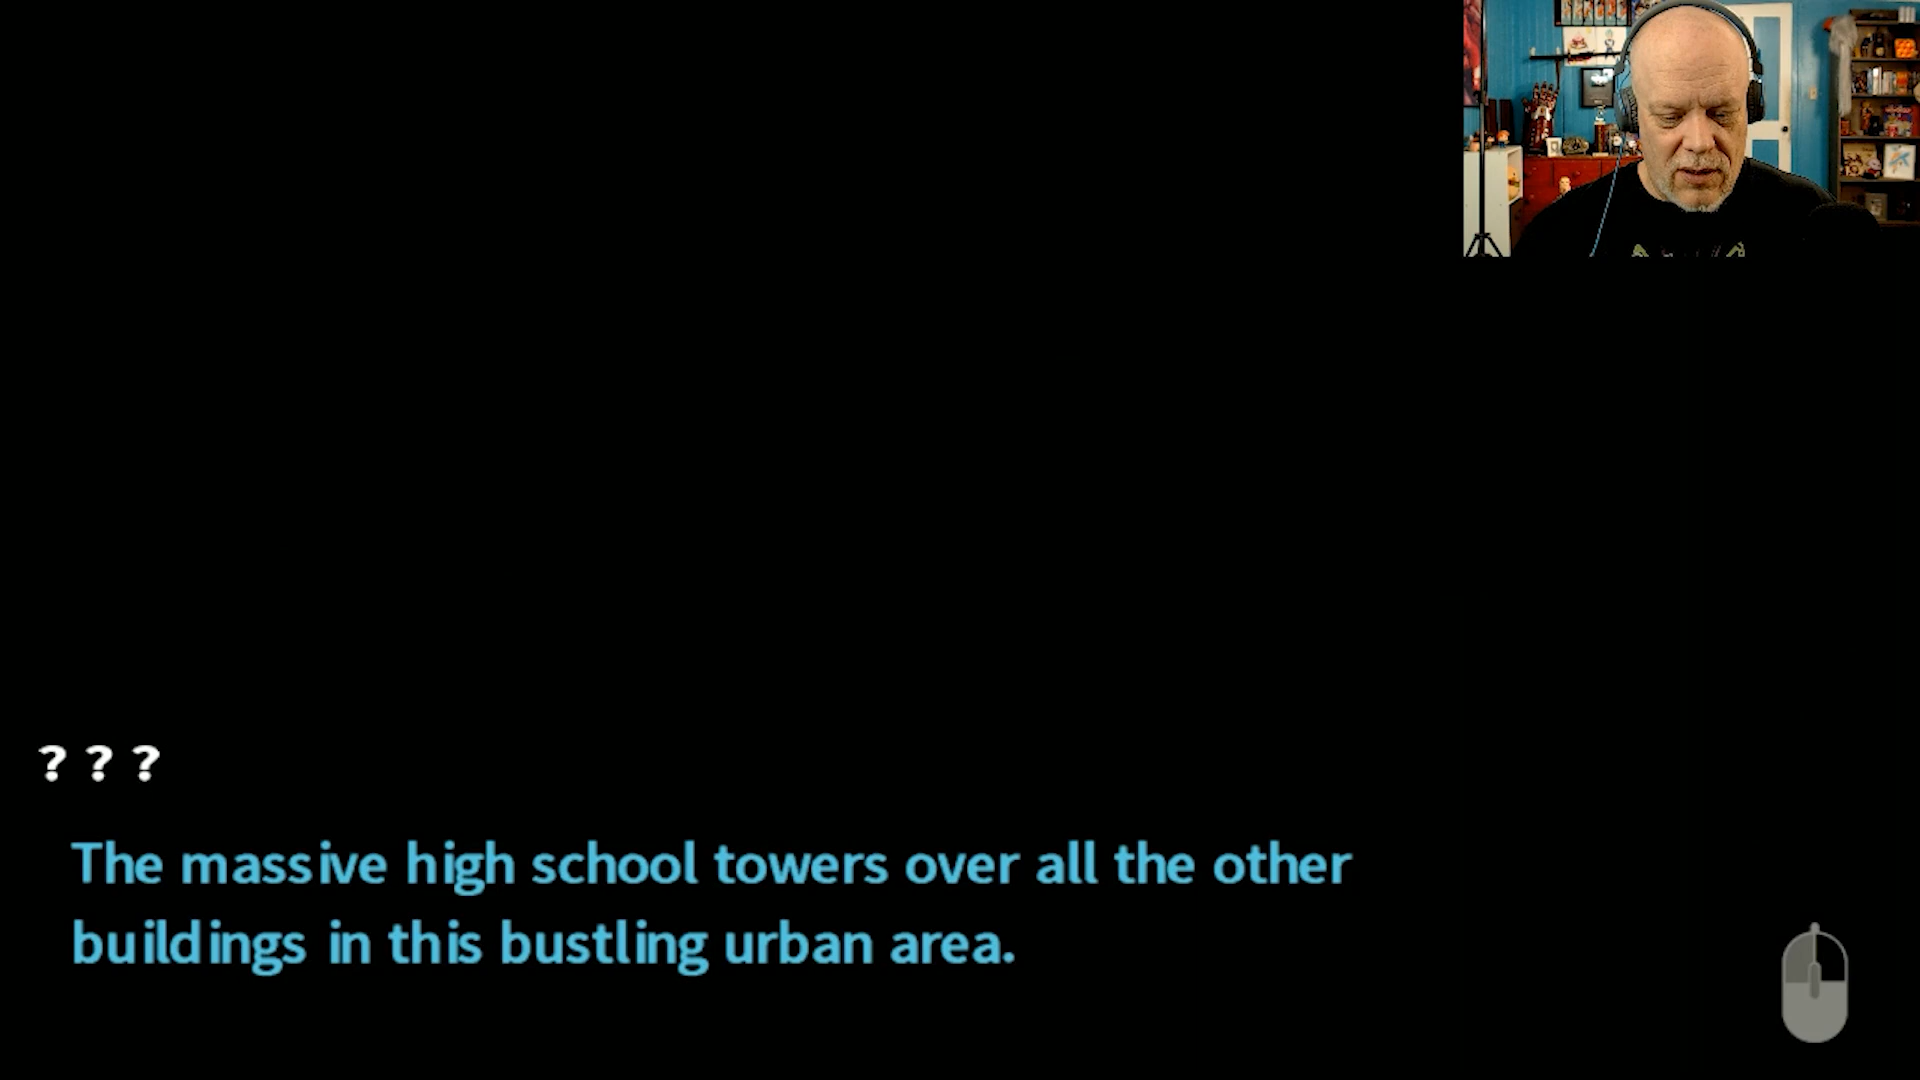 ? ? ?
The massive high school towers over all the other
buildings in this bustling urban area.